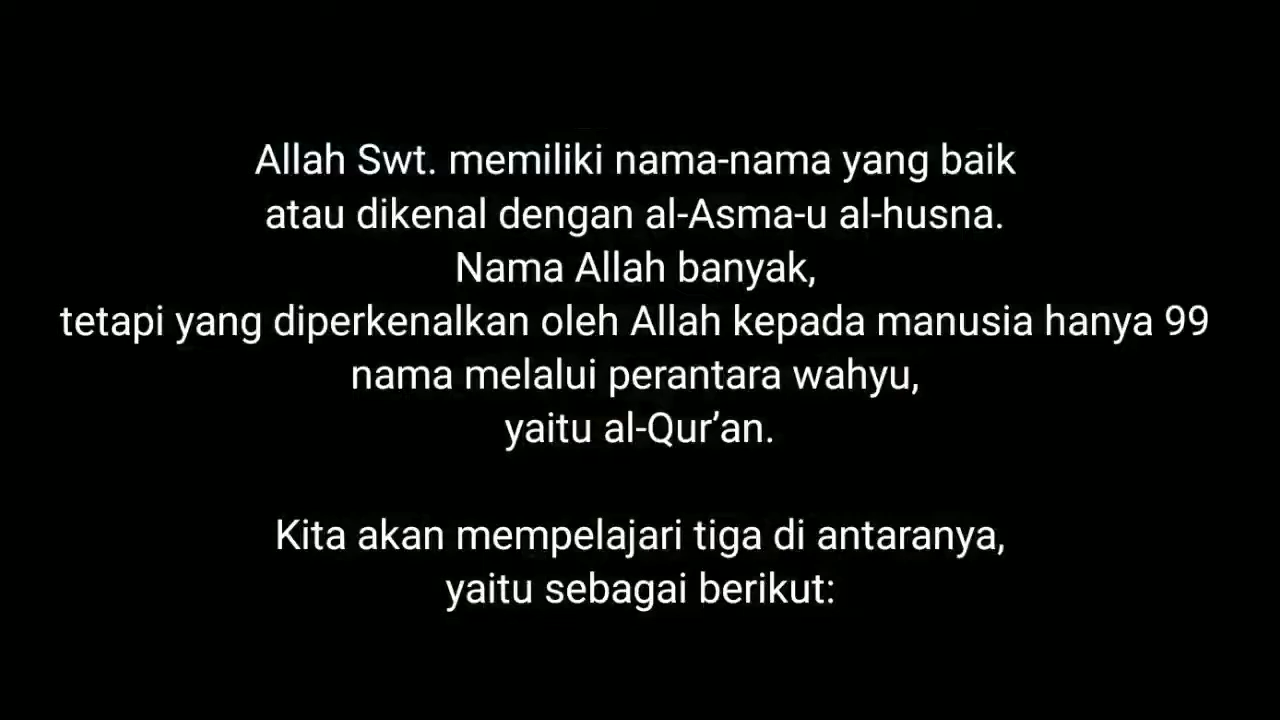 Allah Swt. memiliki nama-nama yang baik
atau dikenal dengan al-Asma-u al-husna.
Nama Allah banyak,
tetapi yang diperkenalkan oleh Allah kepada manusia hanya 99
nama melalui perantara wahyu,
yaitu al-Qur’an.
Kita akan mempelajari tiga di antaranya,
yaitu sebagai berikut: